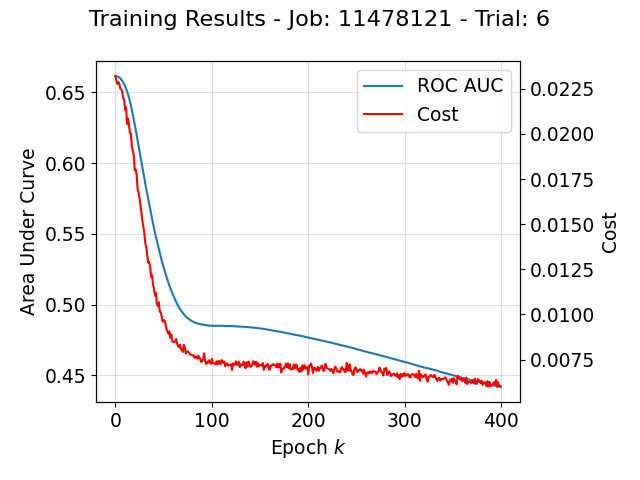 Training Results - Job: 11478121 - Trial: 6
ROC AUC
Cost
Area Under Curve
0.65
0.60
0.55
0.50
0.45
0.0225
0.0200
0.0175
0.0150
0.0125
0.0100
0.0075
Cost
0
100
200
300
400
Epoch k